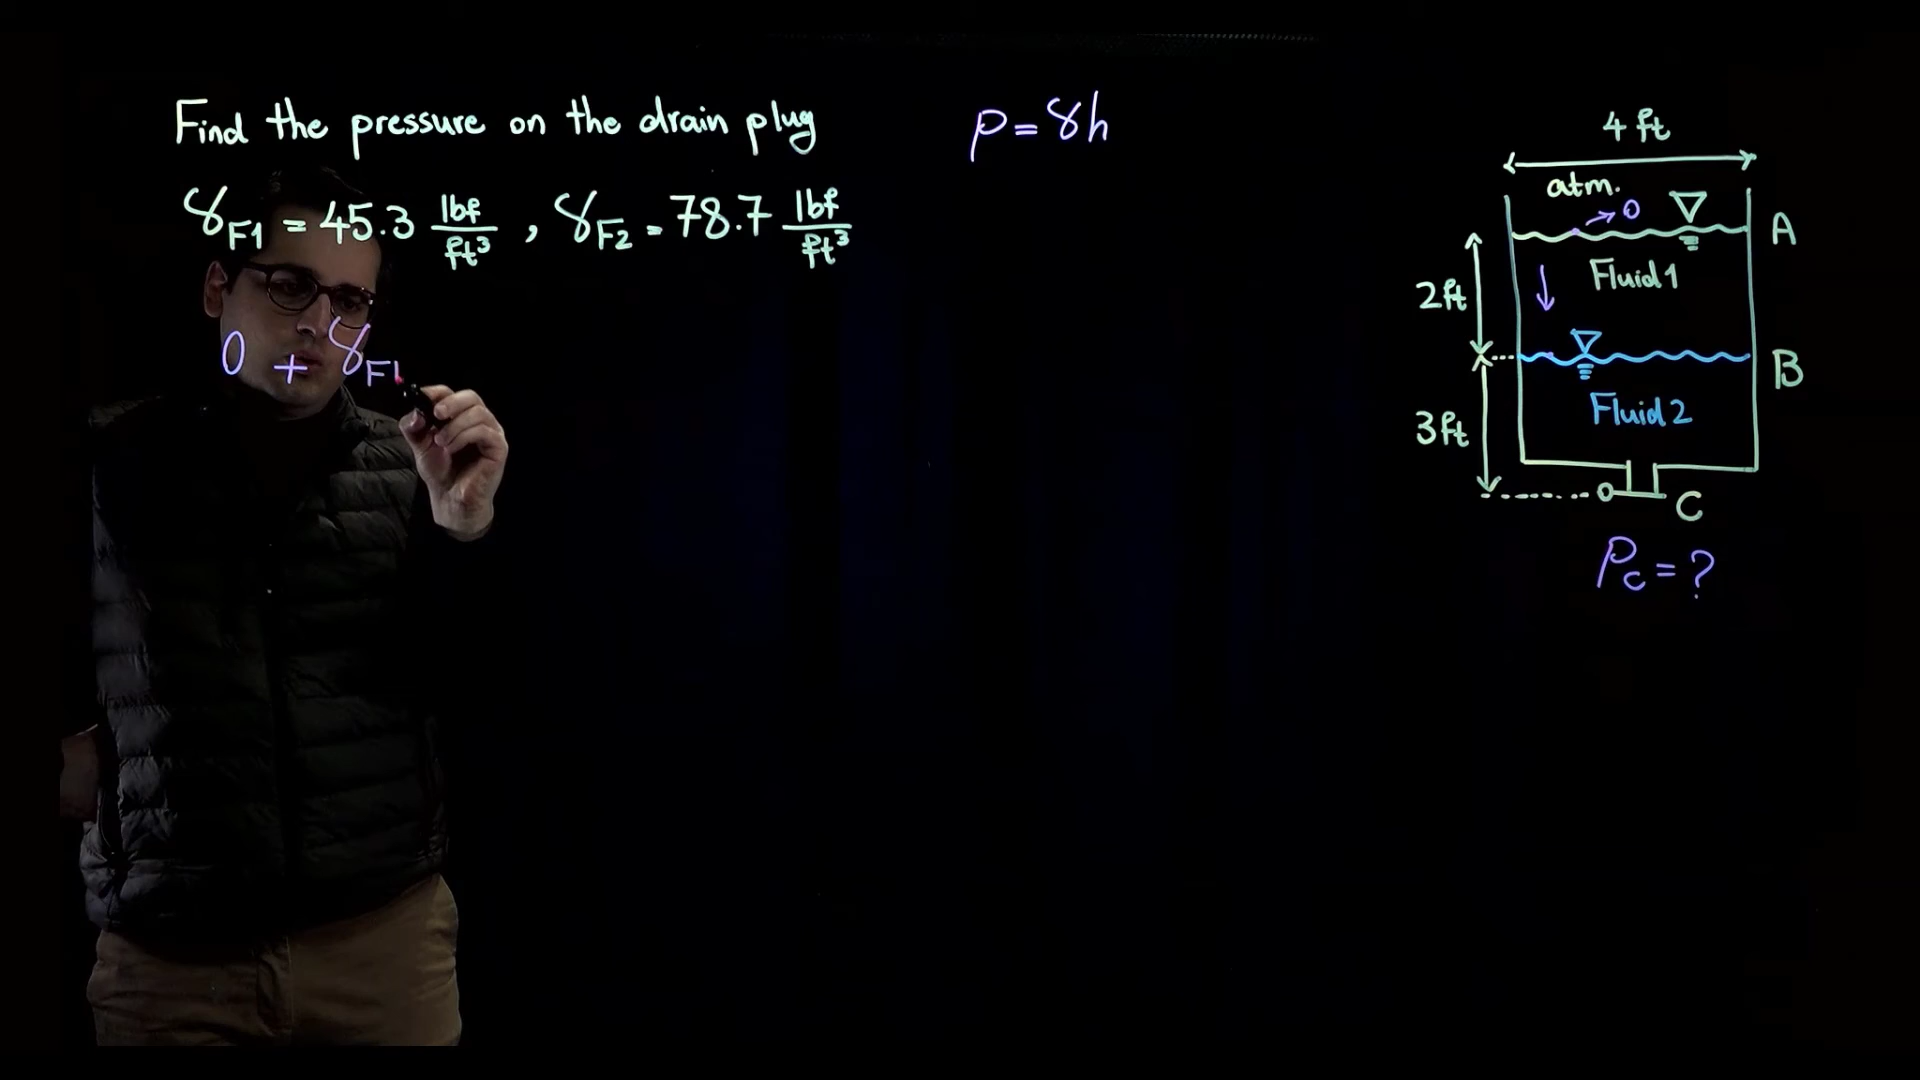 Find the pressure on the drain plug
γF1 = 45.3 lbf/ft³ , γF2 = 78.7 lbf/ft³
0 + γF1
p = γh
4 ft
atm.
0
A
Fluid 1
2ft
B
Fluid 2
3ft
C
Pc = ?